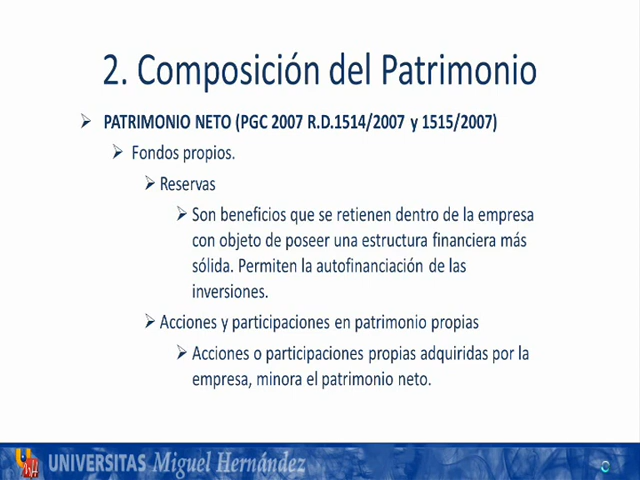 2. Composición del Patrimonio
PATRIMONIO NETO (PGC 2007 R.D.1514/2007 y 1515/2007)
Fondos propios.
Reservas
Son beneficios que se retienen dentro de la empresa
con objeto de poseer una estructura financiera más
sólida. Permiten la autofinanciación de las
inversiones.
Acciones y participaciones en patrimonio propias
Acciones o participaciones propias adquiridas por la
empresa, minora el patrimonio neto.
UNIVERSITAS Miguel Hernández